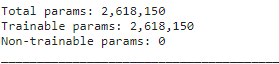 Total params: 2,618,150
Trainable params: 2,618,150
Non-trainable params: 0